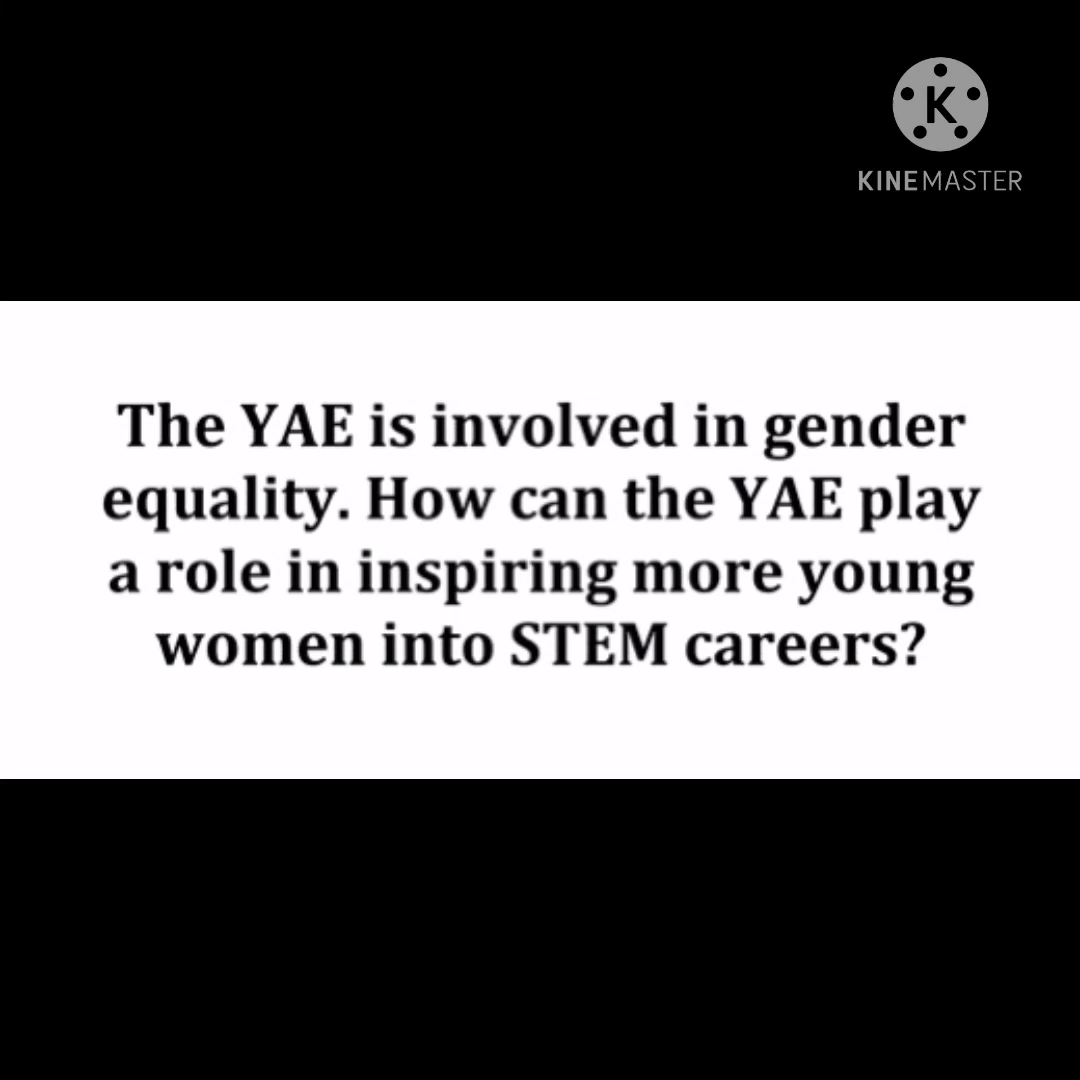 K
KINEMASTER
The YAE is involved in gender
equality. How can the YAE play
a role in inspiring more young
women into STEM careers?